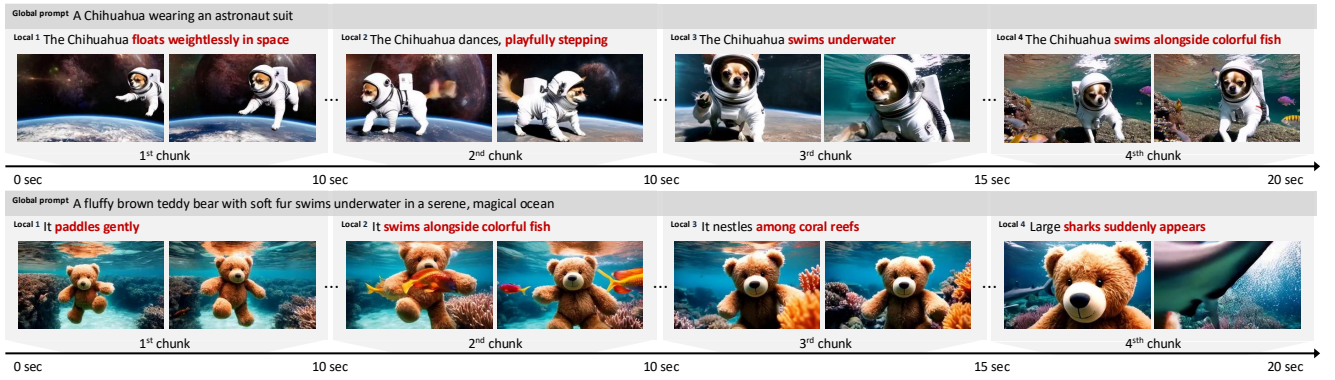 Global prompt A Chihuahua wearing an astronaut suit
Local 1 The Chihuahua floats weightlessly in space
Local 2 The Chihuahua dances, playfully stepping
Local 3 The Chihuahua swims underwater
Local 4 The Chihuahua swims alongside colorful fish
... ... ...
1st chunk 2nd chunk 3rd chunk 4sth chunk
0 sec 10 sec 10 sec 15 sec 20 sec
Global prompt A fluffy brown teddy bear with soft fur swims underwater in a serene, magical ocean
Local 1 It paddles gently
Local 2 It swims alongside colorful fish
Local 3 It nestles among coral reefs
Local 4 Large sharks suddenly appears
... ... ...
1st chunk 2nd chunk 3rd chunk 4sth chunk
0 sec 10 sec 10 sec 15 sec 20 sec